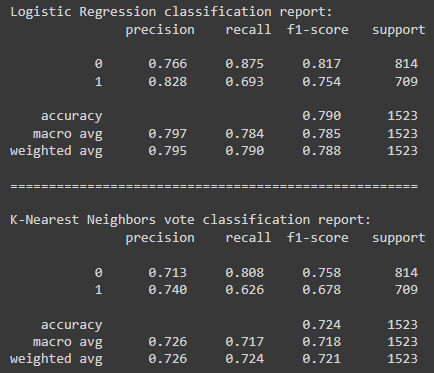 Logistic Regression classification report:
precision recall f1-score support
0 0.766 0.875 0.817 814
1 0.828 0.693 0.754 709
accuracy 0.790 1523
macro avg 0.797 0.784 0.785 1523
weighted avg 0.795 0.790 0.788 1523
=====================================================
K-Nearest Neighbors vote classification report:
precision recall f1-score support
0 0.713 0.808 0.758 814
1 0.740 0.626 0.678 709
accuracy 0.724 1523
macro avg 0.726 0.717 0.718 1523
weighted avg 0.726 0.724 0.721 1523